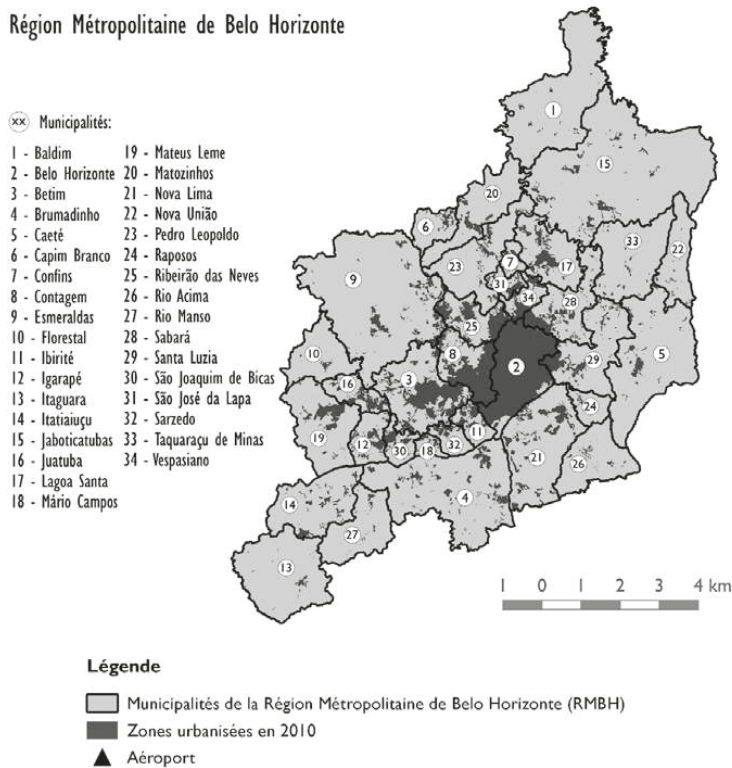 Région Métropolitaine de Belo Horizonte
xx Municipalités:
1 - Baldim
2 - Belo Horizonte
3 - Betim
4 - Brumadinho
5 - Caeté
6 - Capim Branco
7 - Confins
8 - Contagem
9 - Esmeraldas
10 - Florestal
11 - Ibirité
12 - Igarapé
13 - Itaguara
14 - Itatiaiuçu
15 - Jaboticatubas
16 - Juatuba
17 - Lagoa Santa
18 - Mário Campos
19 - Mateus Leme
20 - Matozinhos
21 - Nova Lima
22 - Nova União
23 - Pedro Leopoldo
24 - Raposos
25 - Ribeirão das Neves
26 - Rio Acima
27 - Rio Manso
28 - Sabará
29 - Santa Luzia
30 - São Joaquim de Bicas
31 - São José da Lapa
32 - Sarzedo
33 - Taquaraçu de Minas
34 - Vespasiano
1
15
20
6
33
22
23
7
17
9
31
34
28
25
10
8
2
29
5
16
3
24
19
12
30
18
32
11
21
26
14
4
27
13
1 0 1 2 3 4 km
Légende
Municipalités de la Région Métropolitaine de Belo Horizonte (RMBH)
Zones urbanisées en 2010
Aéroport